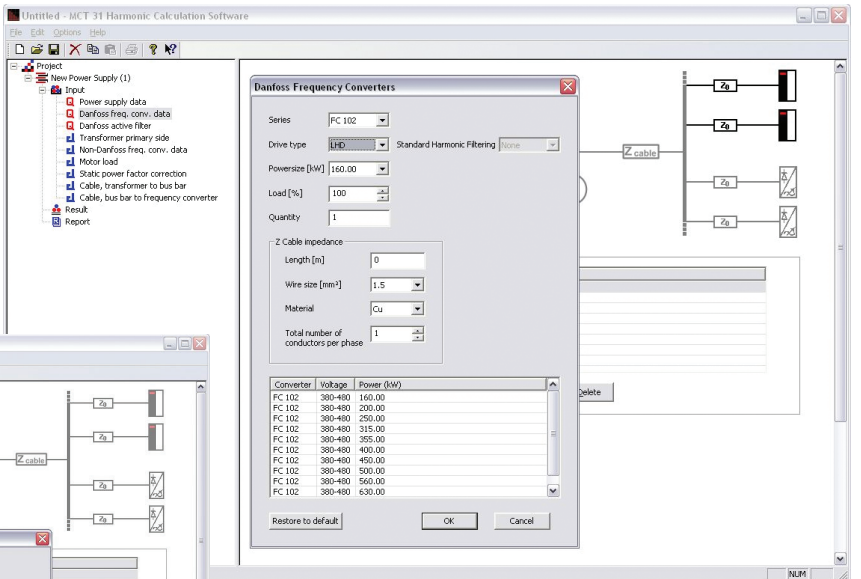 Untitled - MCT 31 Harmonic Calculation Software
File Edit Options Help
Project
New Power Supply (1)
Input
Power supply data
Danfoss freq. conv. data
Danfoss active filter
Transformer primary side
Non-Danfoss freq. conv. data
Motor load
Static power factor correction
Cable, transformer to bus bar
Cable, bus bar to frequency converter
Result
Report
Danfoss Frequency Converters
Series FC 102
Drive type LHD Standard Harmonic Filtering None
Powersize [kW] 160.00
Load [%] 100
Quantity 1
Z Cable impedance
Length [m] 0
Wire size [mm²] 1.5
Material Cu
Total number of
conductors per phase 1
Converter Voltage Power (kW)
FC 102 380-480 160.00
FC 102 380-480 200.00
FC 102 380-480 250.00
FC 102 380-480 315.00
FC 102 380-480 355.00
FC 102 380-480 400.00
FC 102 380-480 450.00
FC 102 380-480 500.00
FC 102 380-480 560.00
FC 102 380-480 630.00
Restore to default OK Cancel
Z cable
Z0
Z0
Z0
Z0
Delete
Z0
Z0
Z cable
Z0
Z0
NUM